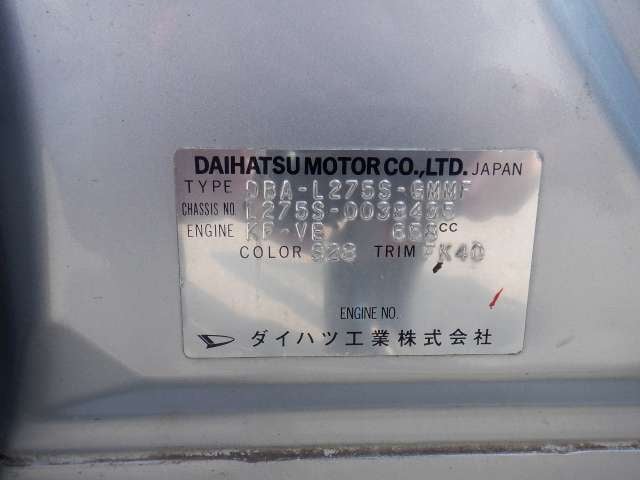 DAIHATSU MOTOR CO.,LTD. JAPAN
TYPE DBA-L275S-GMMF
CHASSIS NO. L275S-0038435
ENGINE KF-VE 658cc
COLOR S28 TRIM FK40
ENGINE NO.
ダイハツ工業株式会社